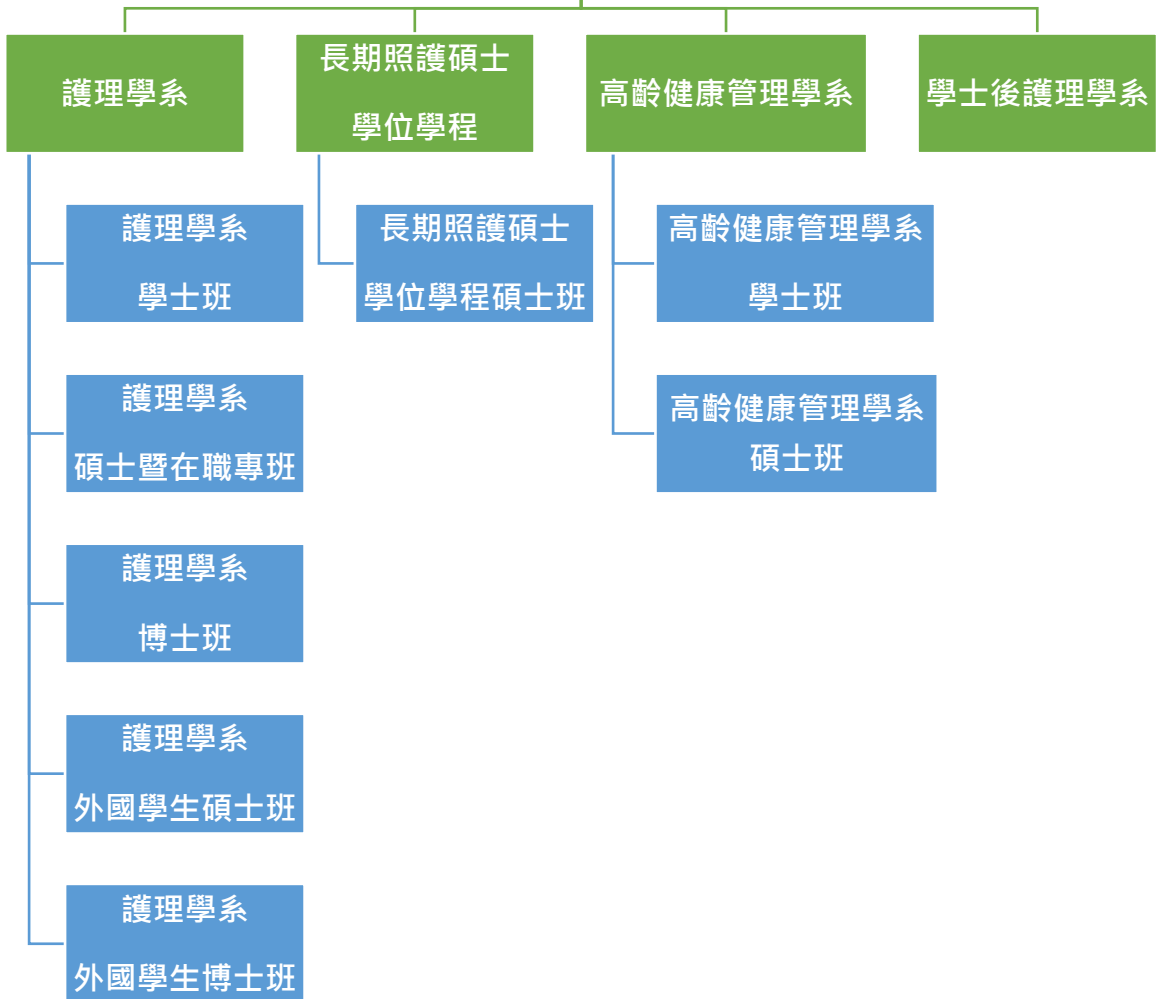 護理學系
長期照護碩士
學位學程
高齡健康管理學系
學士後護理學系
護理學系
學士班
長期照護碩士
學位學程碩士班
高齡健康管理學系
學士班
護理學系
碩士暨在職專班
高齡健康管理學系
碩士班
護理學系
博士班
護理學系
外國學生碩士班
護理學系
外國學生博士班